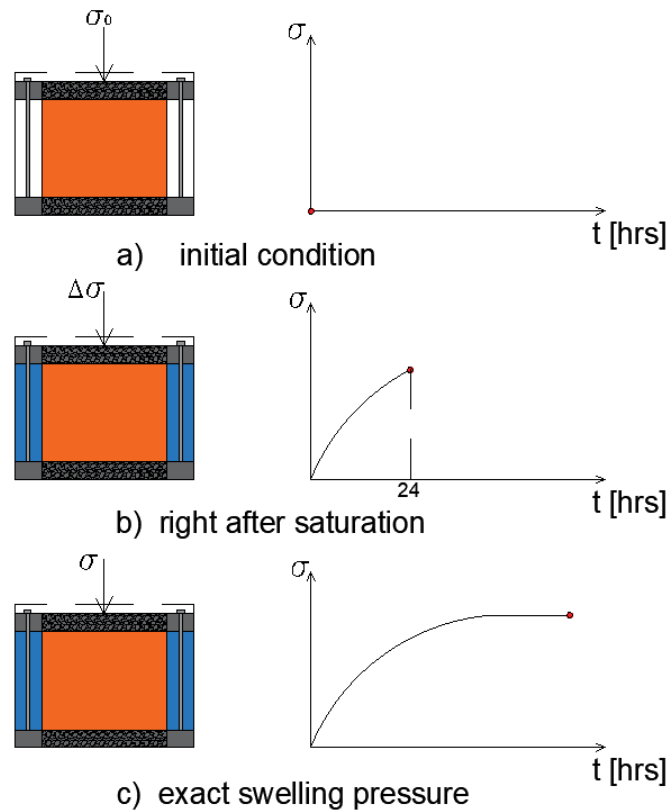 σ₀
σ
t [hrs]
a) initial condition
Δσ
σ
24
t [hrs]
b) right after saturation
σ
σ
t [hrs]
c) exact swelling pressure